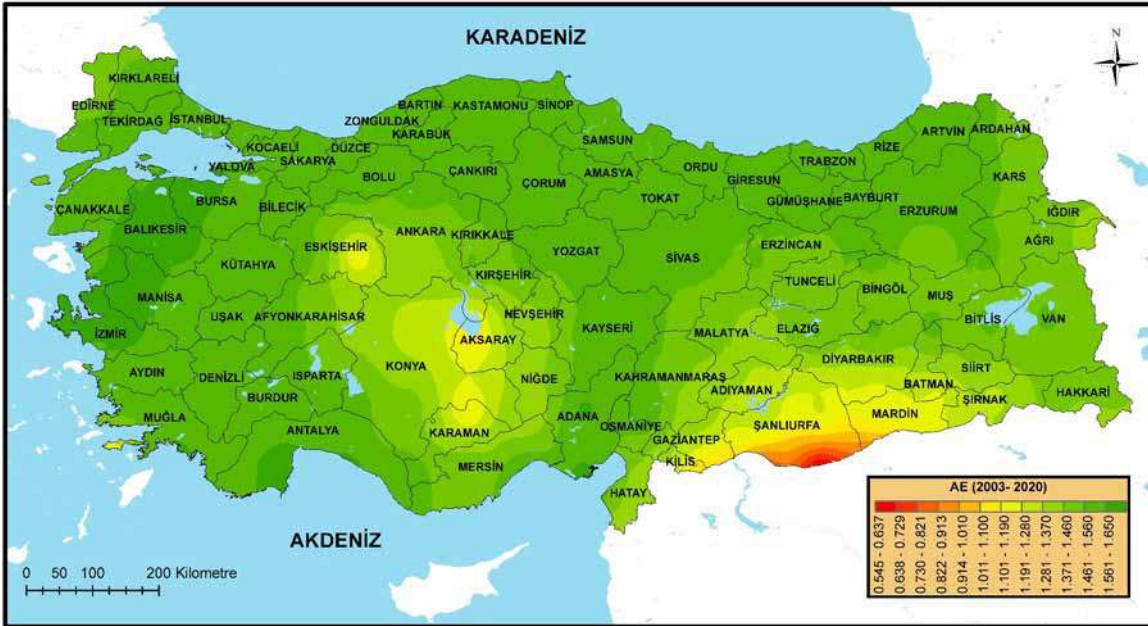 KARADENİZ
N
KIRKLARELİ
EDİRNE
TEKİRDAĞ
İSTANBUL
KOCAELİ
YALOVA
SAKARYA
DÜZCE
ZONGULDAK
BARTIN
KARABÜK
KASTAMONU
SİNOP
SAMSUN
BOLU
ÇANKIRI
ÇORUM
AMASYA
ORDU
GİRESUN
TRABZON
RİZE
ARTVİN
ARDAHAN
KARS
TOKAT
GÜMÜŞHANE
BAYBURT
ERZURUM
IĞDIR
AĞRI
ÇANAKKALE
BALIKESİR
BURSA
BİLECİK
ESKİŞEHİR
ANKARA
KIRIKKALE
YOZGAT
SİVAS
ERZİNCAN
TUNCELİ
BİNGÖL
MUŞ
BİTLİS
VAN
KÜTAHYA
MANİSA
UŞAK
AFYONKARAHİSAR
KIRŞEHİR
NEVŞEHİR
AKSARAY
KAYSERİ
MALATYA
ELAZIĞ
DİYARBAKIR
İZMİR
AYDIN
DENİZLİ
ISPARTA
BURDUR
KONYA
NİĞDE
KAHRAMANMARAŞ
ADIYAMAN
BATMAN
SİİRT
ŞIRNAK
HAKKARİ
MARDİN
MUĞLA
ANTALYA
KARAMAN
MERSİN
ADANA
OSMANİYE
GAZİANTEP
KİLİS
ŞANLIURFA
HATAY
AKDENİZ
0 50 100 200 Kilometre
AE (2003- 2020)
0.545 - 0.637
0.638 - 0.729
0.730 - 0.821
0.822 - 0.913
0.914 - 1.010
1.011 - 1.100
1.101 - 1.190
1.191 - 1.280
1.281 - 1.370
1.371 - 1.460
1.461 - 1.560
1.561 - 1.650